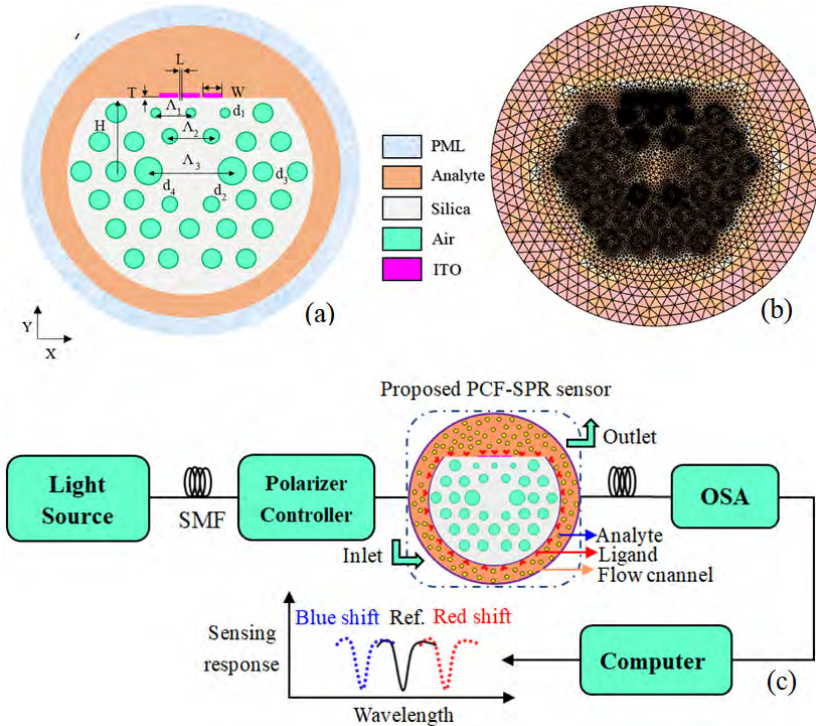 L
T
W
Λ1
d1
H
Λ2
Λ3
d4
d2
d3
Y
X
(a)
PML
Analyte
Silica
Air
ITO
(b)
Proposed PCF-SPR sensor
Outlet
Light
Source
SMF
Polarizer
Controller
OSA
Inlet
Analyte
Ligand
Flow channel
Blue shift
Ref.
Red shift
Sensing
response
Wavelength
Computer
(c)